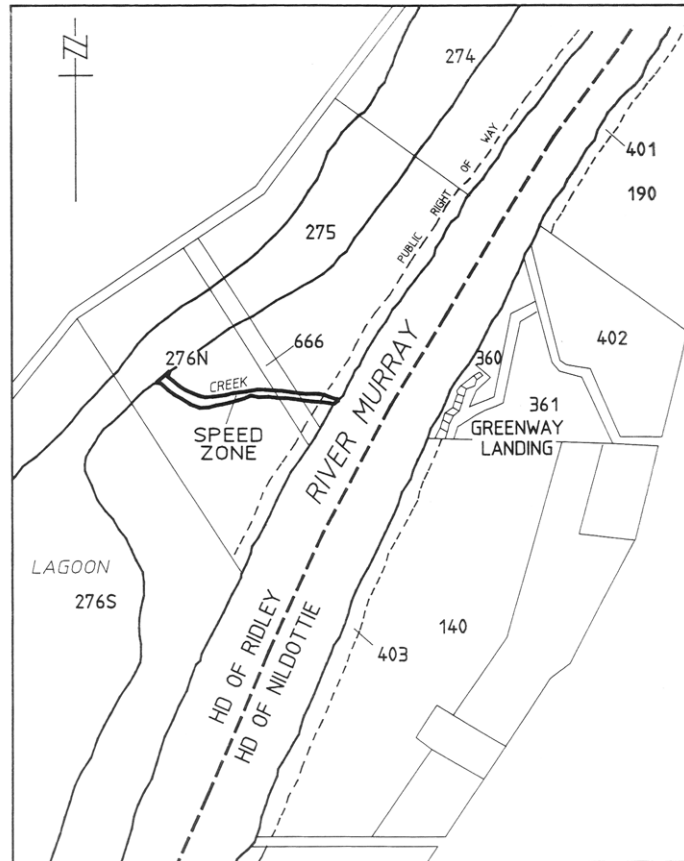 N
274
PUBLIC RIGHT OF WAY
401
190
275
402
666
276N
360
CREEK
361
SPEED
ZONE
GREENWAY
LANDING
RIVER MURRAY
LAGOON
276S
HD OF RIDLEY
HD OF NILDOTTIE
140
403